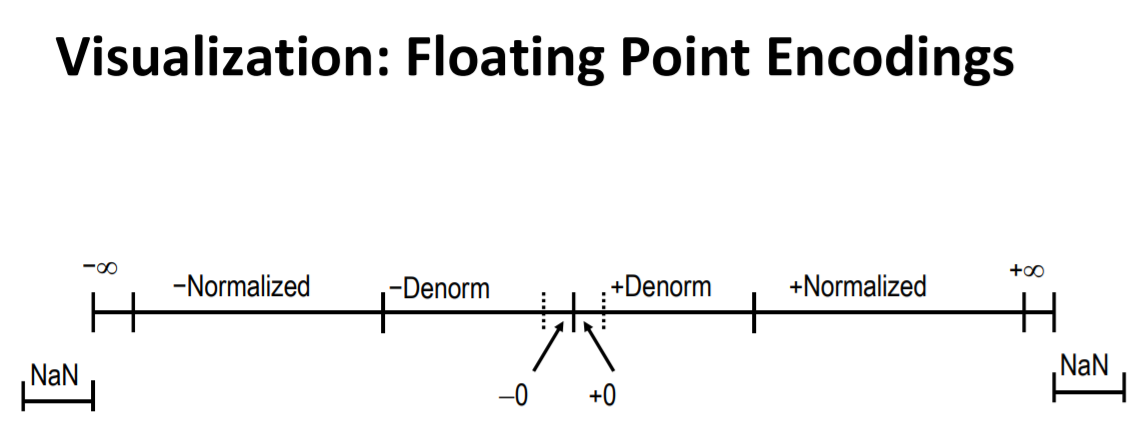 Visualization: Floating Point Encodings
−∞
+∞
−Normalized
−Denorm
+Denorm
+Normalized
NaN
NaN
−0
+0